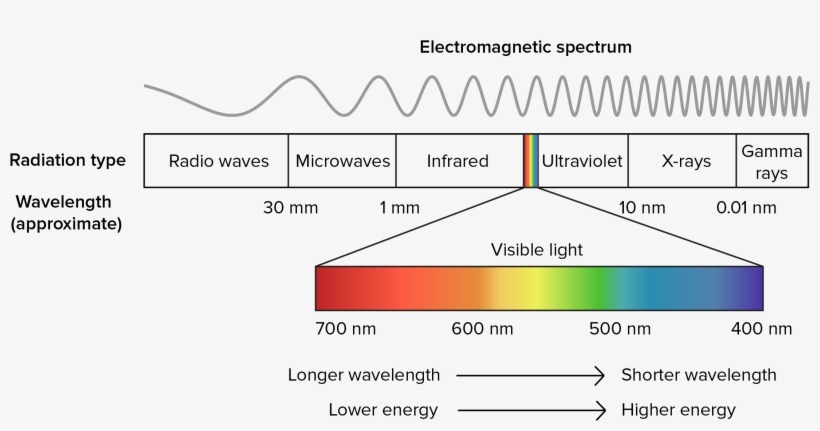 Electromagnetic spectrum
Radiation type
Radio waves
Microwaves
Infrared
Ultraviolet
X-rays
Gamma
rays
Wavelength
(approximate)
30 mm
1 mm
10 nm
0.01 nm
Visible light
700 nm
600 nm
500 nm
400 nm
Longer wavelength
Shorter wavelength
Lower energy
Higher energy